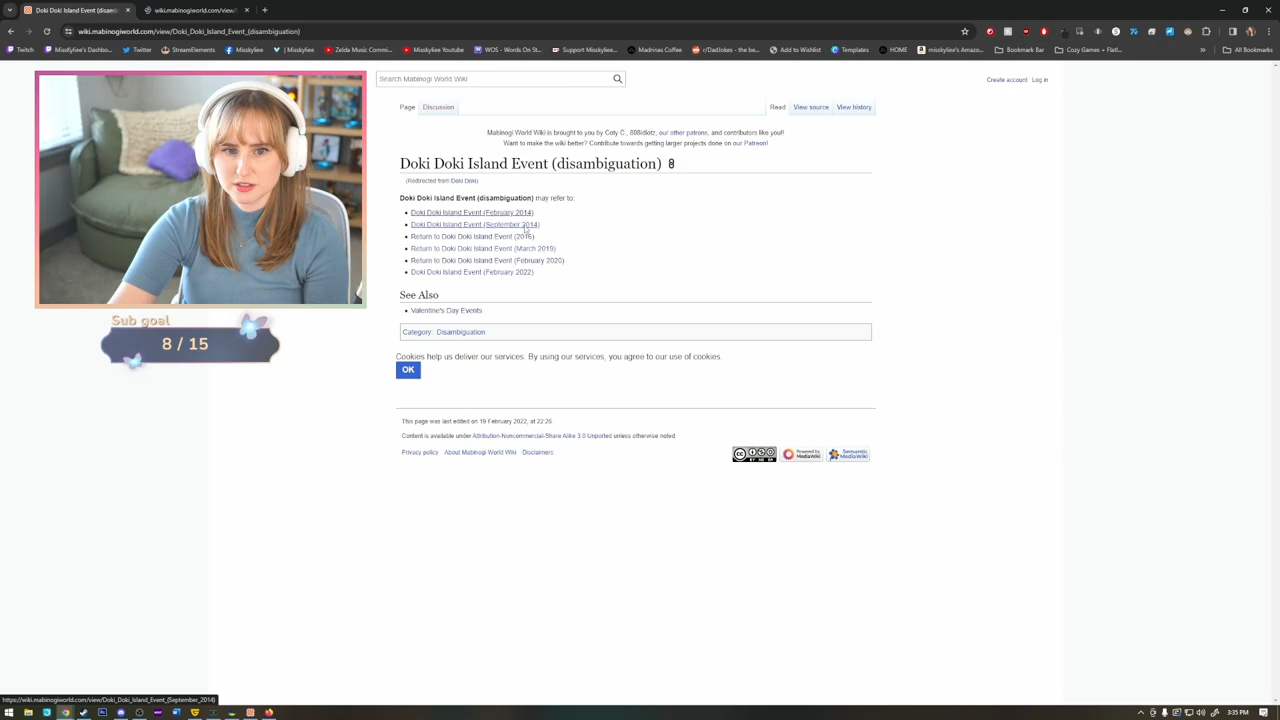 Doki Doki Island Event (disam
wiki.mabinogiworld.com/view/
wiki.mabinogiworld.com/view/Doki_Doki_Island_Event_(disambiguation)
Twitch
MissKyliee's Dashbo...
Twitter
StreamElements
| Misskyliee
Zelda Music Commi...
Misskyliee Youtube
WOS - Words On St...
Support Misskyliee...
Madrinas Coffee
r/DadJokes - the be...
Add to Wishlist
Templates
HOME
misskyliee's Amazo...
Bookmark Bar
Cozy Games + Flatl...
All Bookmarks
Search Mabinogi World Wiki
Create account Log in
Page Discussion
Read View source View history
Mabinogi World Wiki is brought to you by Coty C., 808idiotz, our other patrons, and contributors like you!!
Want to make the wiki better? Contribute towards getting larger projects done on our Patreon!
Doki Doki Island Event (disambiguation)
(Redirected from Doki Doki)
Doki Doki Island Event (disambiguation) may refer to:
Doki Doki Island Event (February 2014)
Doki Doki Island Event (September 2014)
Return to Doki Doki Island Event (2016)
Return to Doki Doki Island Event (March 2019)
Return to Doki Doki Island Event (February 2020)
Doki Doki Island Event (February 2022)
See Also
Valentine's Day Events
Category: Disambiguation
Cookies help us deliver our services. By using our services, you agree to our use of cookies.
OK
Sub goal
8 / 15
This page was last edited on 19 February 2022, at 22:26.
Content is available under Attribution-Noncommercial-Share Alike 3.0 Unported unless otherwise noted.
Privacy policy About Mabinogi World Wiki Disclaimers
Powered by MediaWiki
Semantic MediaWiki
https://wiki.mabinogiworld.com/view/Doki_Doki_Island_Event_(September_2014)
3:35 PM